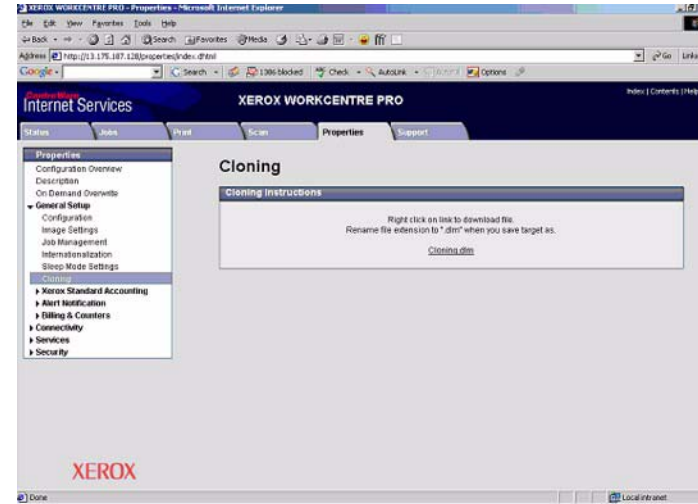 XEROX WORKCENTRE PRO - Properties - Microsoft Internet Explorer
File Edit View Favorites Tools Help
Back Search Favorites Media
Address http://13.175.187.128/properties/index.dhtml Go Links
Google Search 1306 blocked Check AutoLink Options
CentreWare
Internet Services
XEROX WORKCENTRE PRO
Index | Contents | Help
Status Jobs Print Scan Properties Support
Properties
Configuration Overview
Description
On Demand Overwrite
General Setup
Configuration
Image Settings
Job Management
Internationalization
Sleep Mode Settings
Cloning
Xerox Standard Accounting
Alert Notification
Billing & Counters
Connectivity
Services
Security
Cloning
Cloning Instructions
Right click on link to download file.
Rename file extension to ".dlm" when you save target as.
Cloning.dlm
XEROX
Done
Local intranet